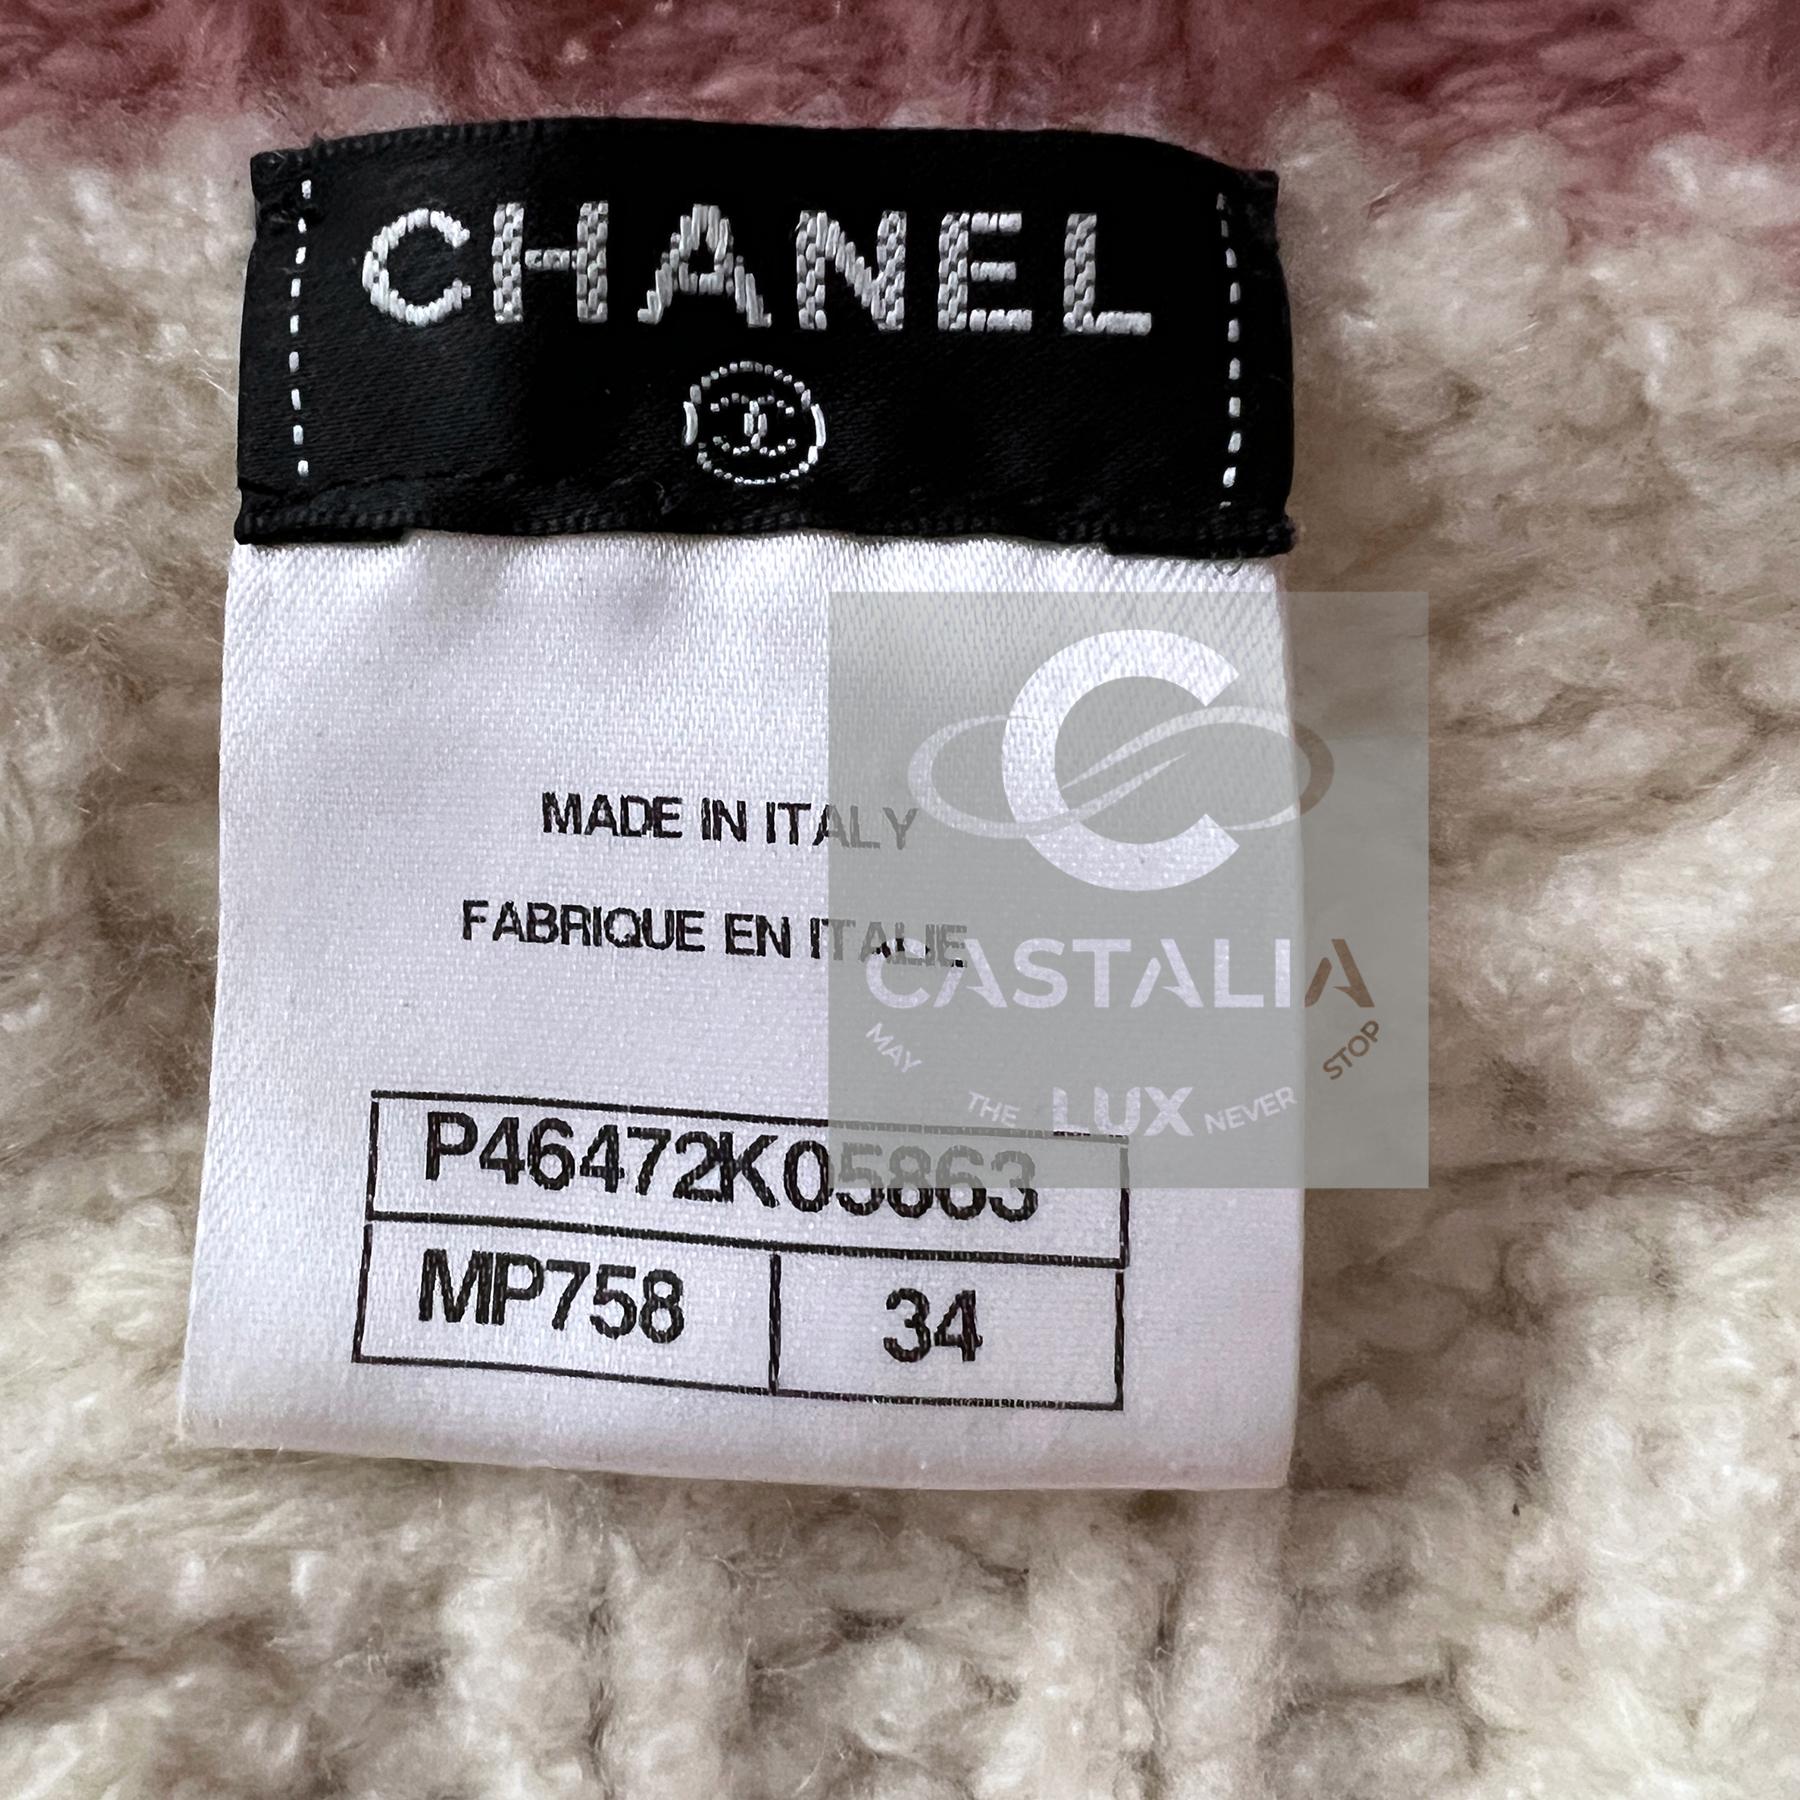 CHANEL
MADE IN ITALY
FABRIQUE EN ITALIE
CASTALIA
MAY THE LUX NEVER STOP
P46472K05863
MP758 34